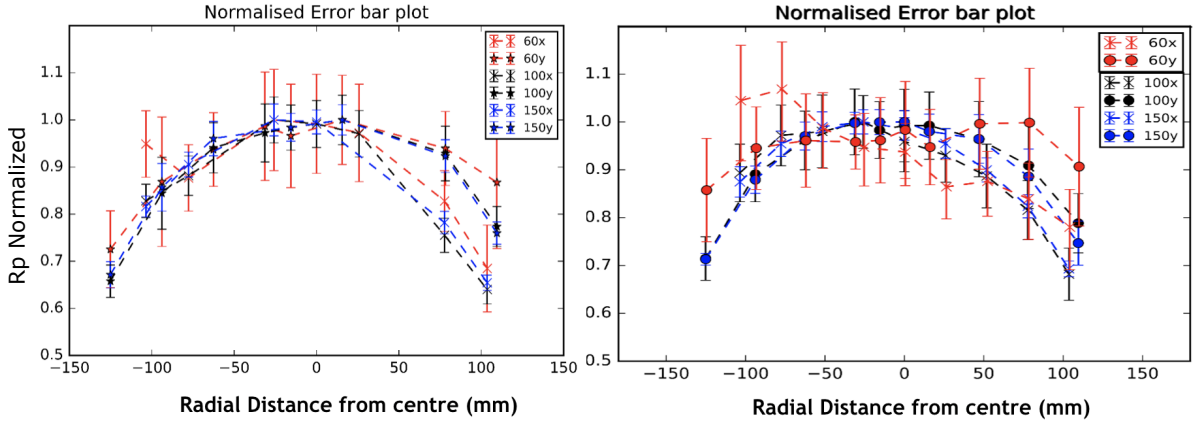 Normalised Error bar plot
Rp Normalized
1.1
1.0
0.9
0.8
0.7
0.6
0.5
−150
−100
−50
0
50
100
150
Radial Distance from centre (mm)
60x
60y
100x
100y
150x
150y
Normalised Error bar plot
1.1
1.0
0.9
0.8
0.7
0.6
0.5
−150
−100
−50
0
50
100
150
Radial Distance from centre (mm)
60x
60y
100x
100y
150x
150y